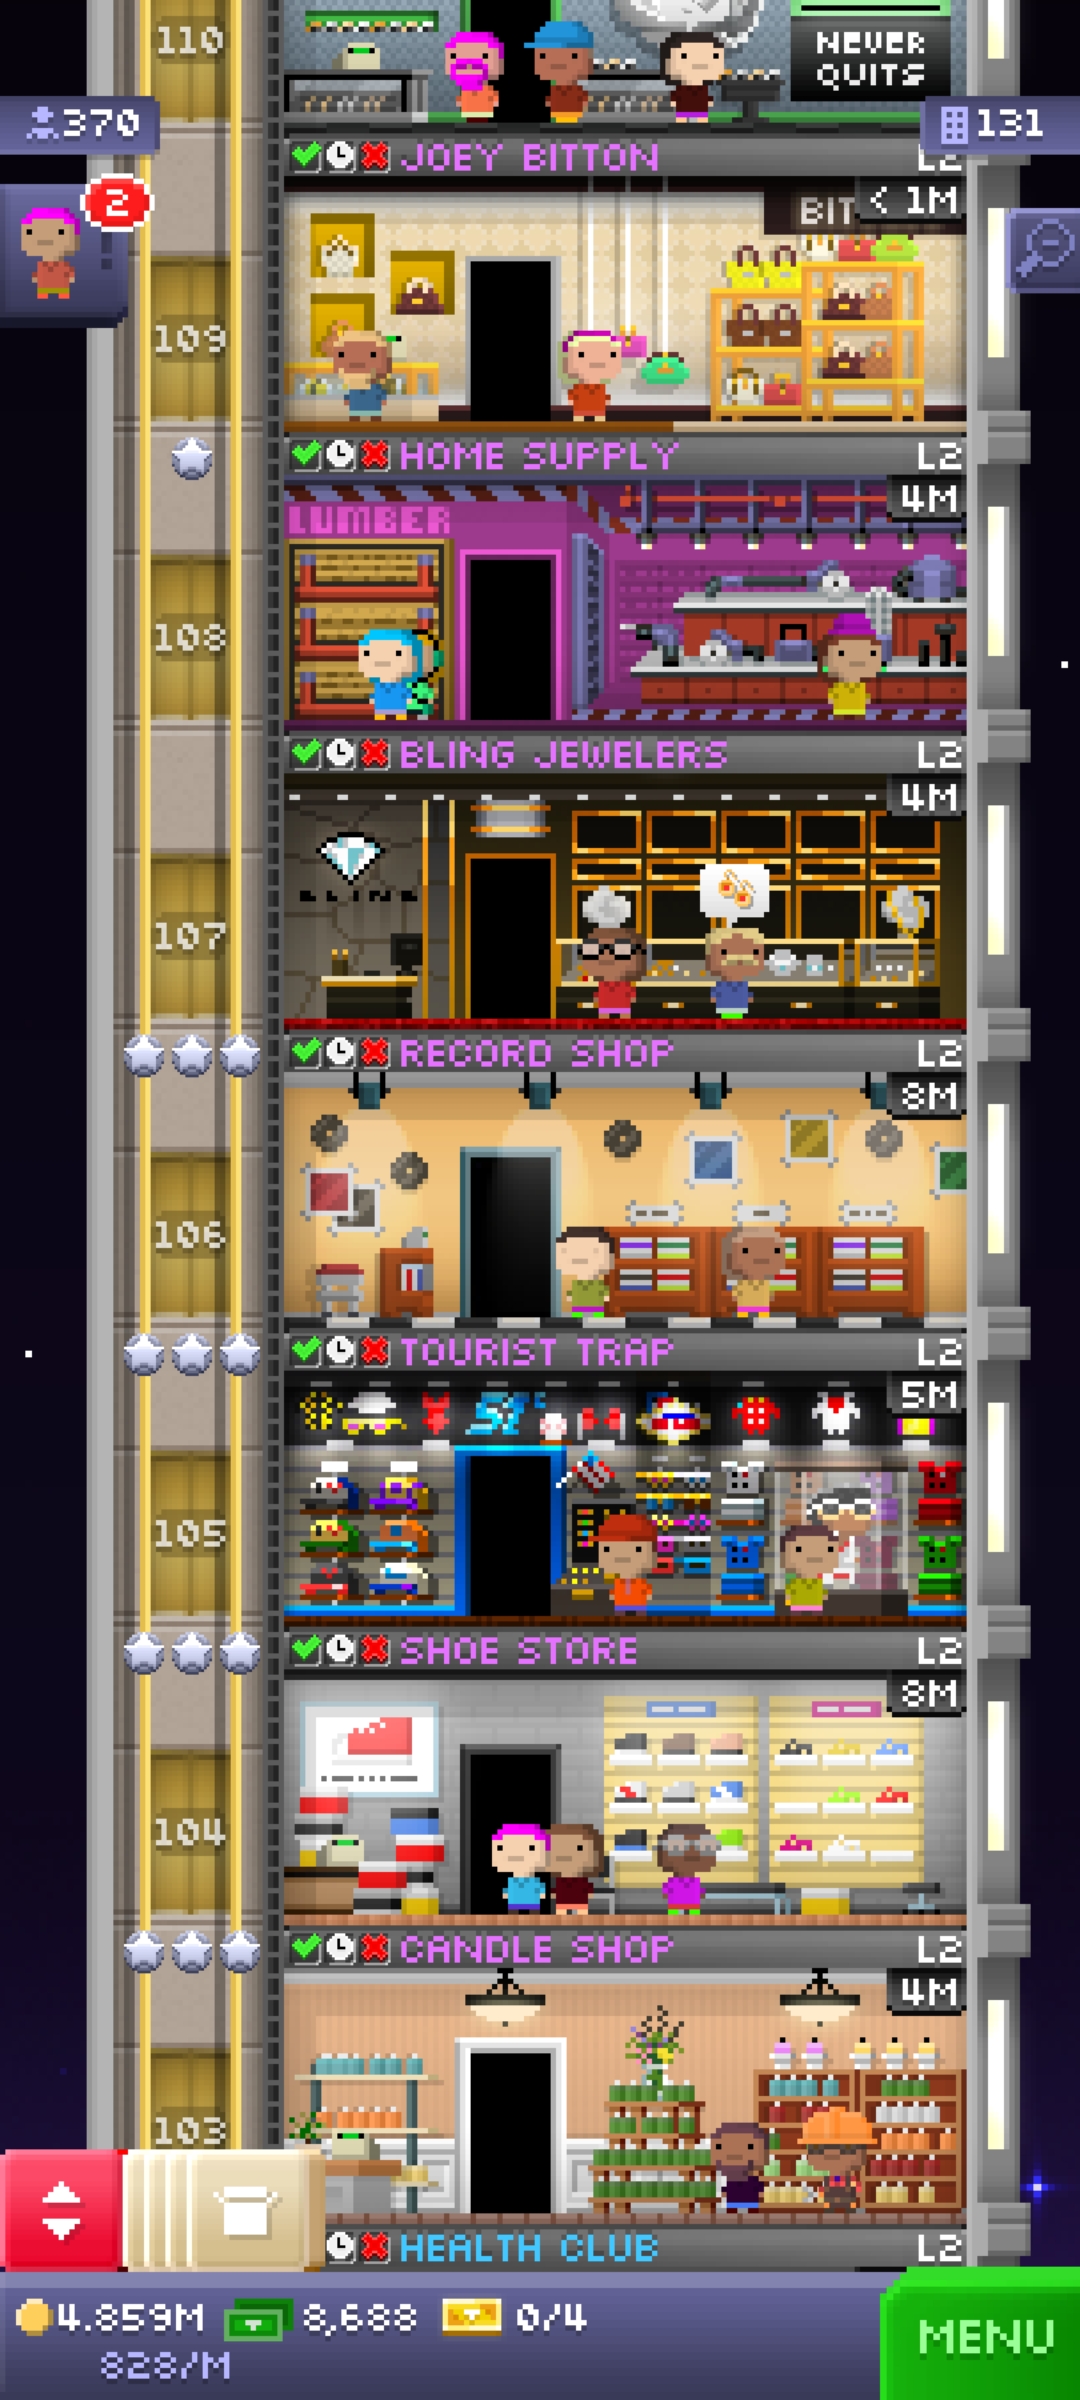 110
NEVER
QUITS
370
131
JOEY BITTON
L2
2
BIT
< 1M
109
HOME SUPPLY
L2
4M
LUMBER
108
BLING JEWELERS
L2
4M
BLING
107
RECORD SHOP
L2
8M
106
TOURIST TRAP
L2
5M
105
SHOE STORE
L2
8M
104
CANDLE SHOP
L2
4M
103
HEALTH CLUB
L2
4.859M
8,688
0/4
MENU
828/M